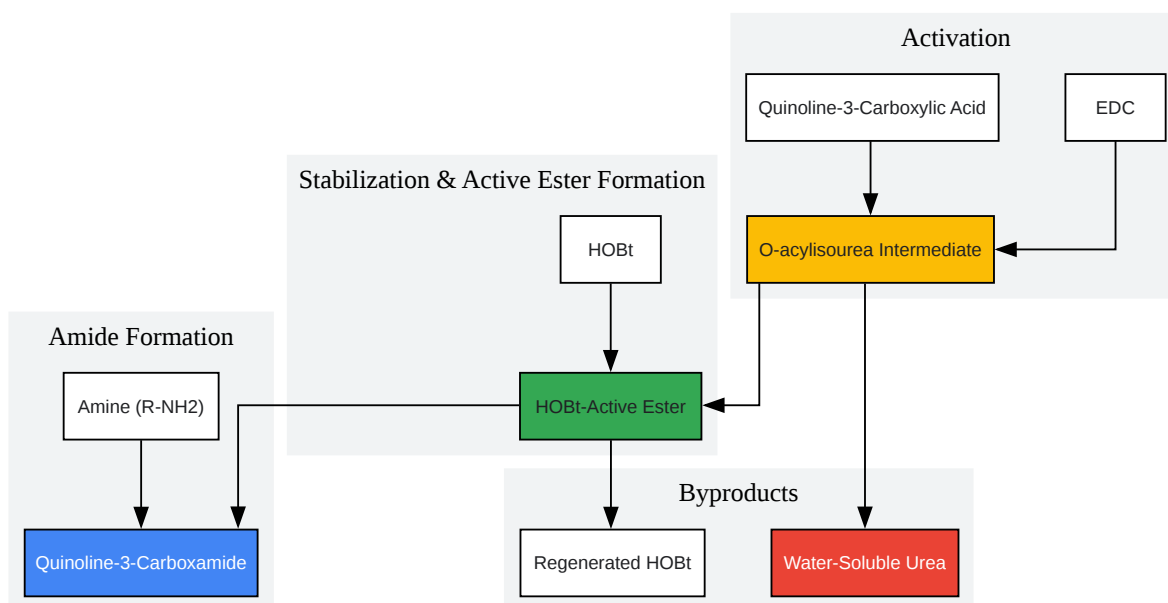 Activation
Quinoline-3-Carboxylic Acid
EDC
Stabilization & Active Ester Formation
HOBt
O-acylisourea Intermediate
Amide Formation
Amine (R-NH2)
HOBt-Active Ester
Byproducts
Quinoline-3-Carboxamide
Regenerated HOBt
Water-Soluble Urea